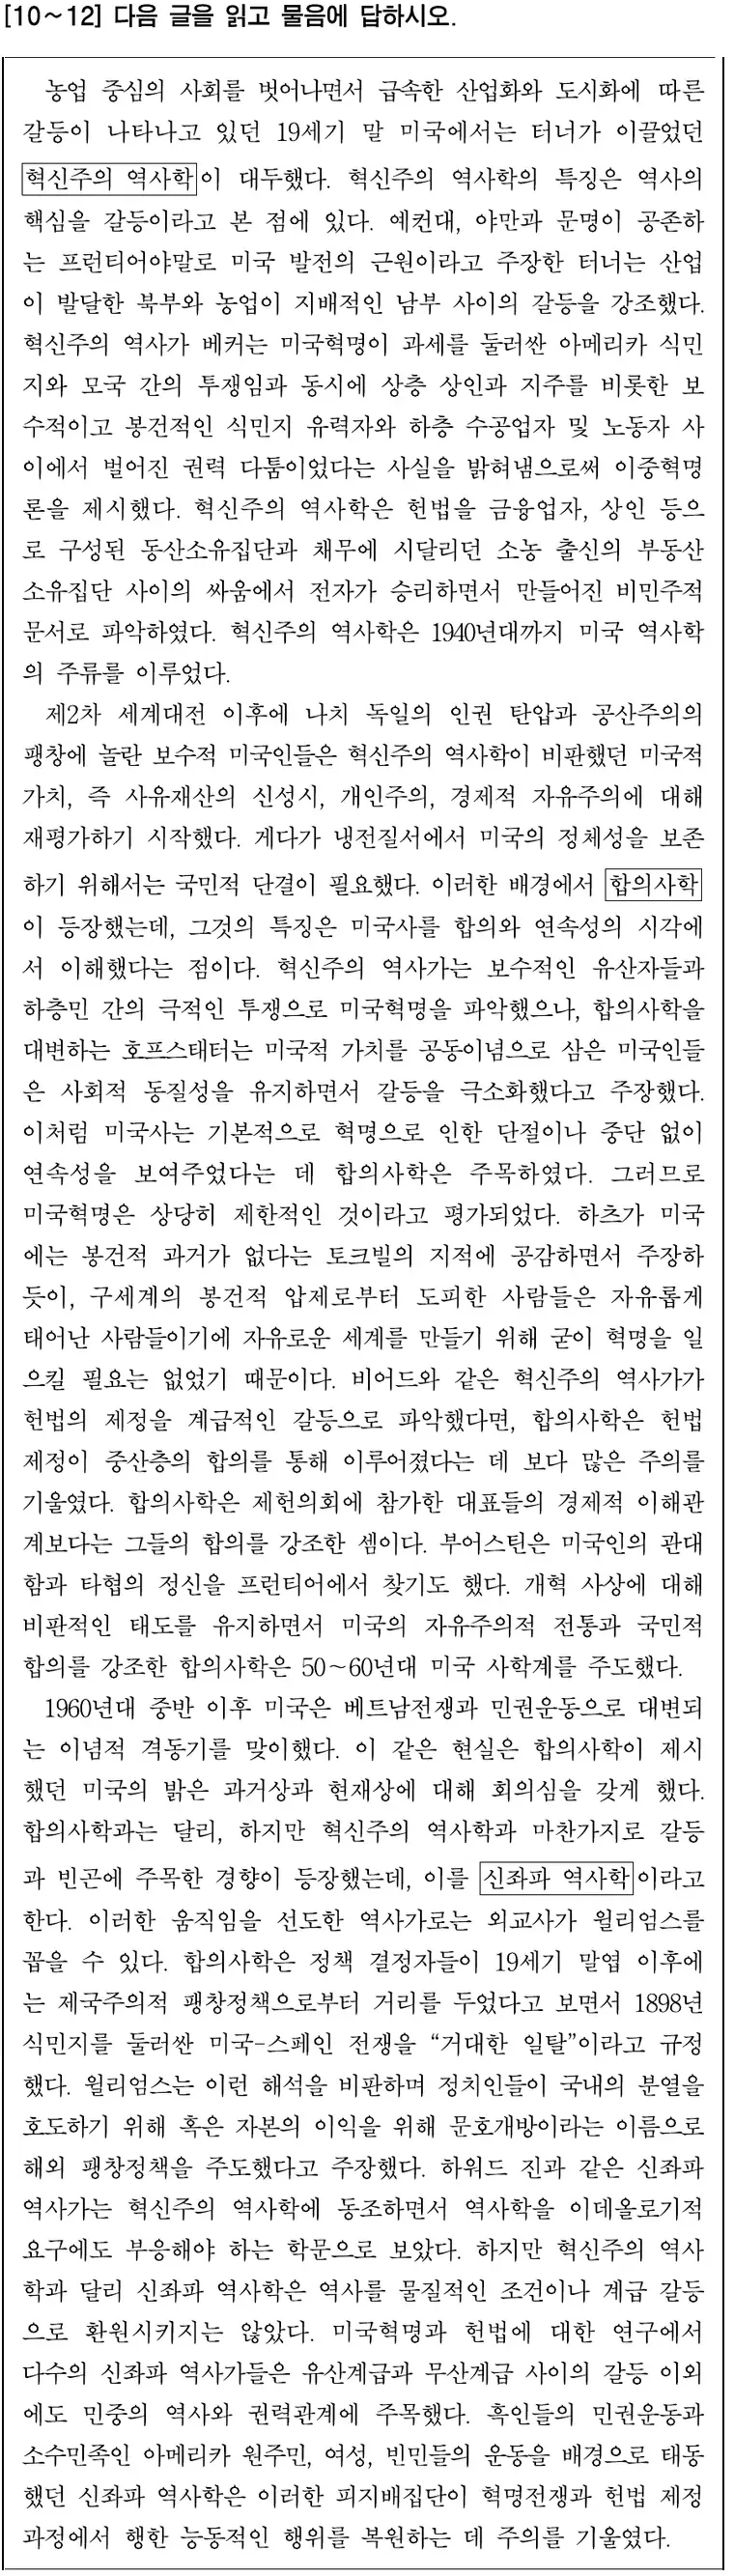 [10~12] 다음 글을 읽고 물음에 답하시오.
농업 중심의 사회를 벗어나면서 급속한 산업화와 도시화에 따른
갈등이 나타나고 있던 19세기 말 미국에서는 터너가 이끌었던
혁신주의 역사학이 대두했다. 혁신주의 역사학의 특징은 역사의
핵심을 갈등이라고 본 점에 있다. 예컨대, 야만과 문명이 공존하
는 프런티어야말로 미국 발전의 근원이라고 주장한 터너는 산업
이 발달한 북부와 농업이 지배적인 남부 사이의 갈등을 강조했다.
혁신주의 역사가 베커는 미국혁명이 과세를 둘러싼 아메리카 식민
지와 모국 간의 투쟁임과 동시에 상층 상인과 지주를 비롯한 보
수적이고 봉건적인 식민지 유력자와 하층 수공업자 및 노동자 사
이에서 벌어진 권력 다툼이었다는 사실을 밝혀냄으로써 이중혁명
론을 제시했다. 혁신주의 역사학은 헌법을 금융업자, 상인 등으
로 구성된 동산소유집단과 채무에 시달리던 소농 출신의 부동산
소유집단 사이의 싸움에서 전자가 승리하면서 만들어진 비민주적
문서로 파악하였다. 혁신주의 역사학은 1940년대까지 미국 역사학
의 주류를 이루었다.
제2차 세계대전 이후에 나치 독일의 인권 탄압과 공산주의의
팽창에 놀란 보수적 미국인들은 혁신주의 역사학이 비판했던 미국적
가치, 즉 사유재산의 신성시, 개인주의, 경제적 자유주의에 대해
재평가하기 시작했다. 게다가 냉전질서에서 미국의 정체성을 보존
하기 위해서는 국민적 단결이 필요했다. 이러한 배경에서 합의사학
이 등장했는데, 그것의 특징은 미국사를 합의와 연속성의 시각에
서 이해했다는 점이다. 혁신주의 역사가는 보수적인 유산자들과
하층민 간의 극적인 투쟁으로 미국혁명을 파악했으나, 합의사학을
대변하는 호프스태터는 미국적 가치를 공동이념으로 삼은 미국인들
은 사회적 동질성을 유지하면서 갈등을 극소화했다고 주장했다.
이처럼 미국사는 기본적으로 혁명으로 인한 단절이나 중단 없이
연속성을 보여주었다는 데 합의사학은 주목하였다. 그러므로
미국혁명은 상당히 제한적인 것이라고 평가되었다. 하츠가 미국
에는 봉건적 과거가 없다는 토크빌의 지적에 공감하면서 주장하
듯이, 구세계의 봉건적 압제로부터 도피한 사람들은 자유롭게
태어난 사람들이기에 자유로운 세계를 만들기 위해 굳이 혁명을 일
으킬 필요는 없었기 때문이다. 비어드와 같은 혁신주의 역사가가
헌법의 제정을 계급적인 갈등으로 파악했다면, 합의사학은 헌법
제정이 중산층의 합의를 통해 이루어졌다는 데 보다 많은 주의를
기울였다. 합의사학은 제헌의회에 참가한 대표들의 경제적 이해관
계보다는 그들의 합의를 강조한 셈이다. 부어스틴은 미국인의 관대
함과 타협의 정신을 프런티어에서 찾기도 했다. 개혁 사상에 대해
비판적인 태도를 유지하면서 미국의 자유주의적 전통과 국민적
합의를 강조한 합의사학은 50~60년대 미국 사학계를 주도했다.
1960년대 중반 이후 미국은 베트남전쟁과 민권운동으로 대변되
는 이념적 격동기를 맞이했다. 이 같은 현실은 합의사학이 제시
했던 미국의 밝은 과거상과 현재상에 대해 회의심을 갖게 했다.
합의사학과는 달리, 하지만 혁신주의 역사학과 마찬가지로 갈등
과 빈곤에 주목한 경향이 등장했는데, 이를 신좌파 역사학이라고
한다. 이러한 움직임을 선도한 역사가로는 외교사가 윌리엄스를
꼽을 수 있다. 합의사학은 정책 결정자들이 19세기 말엽 이후에
는 제국주의적 팽창정책으로부터 거리를 두었다고 보면서 1898년
식민지를 둘러싼 미국-스페인 전쟁을 “거대한 일탈”이라고 규정
했다. 윌리엄스는 이런 해석을 비판하며 정치인들이 국내의 분열을
호도하기 위해 혹은 자본의 이익을 위해 문호개방이라는 이름으로
해외 팽창정책을 주도했다고 주장했다. 하워드 진과 같은 신좌파
역사가는 혁신주의 역사학에 동조하면서 역사학을 이데올로기적
요구에도 부응해야 하는 학문으로 보았다. 하지만 혁신주의 역사
학과 달리 신좌파 역사학은 역사를 물질적인 조건이나 계급 갈등
으로 환원시키지는 않았다. 미국혁명과 헌법에 대한 연구에서
다수의 신좌파 역사가들은 유산계급과 무산계급 사이의 갈등 이외
에도 민중의 역사와 권력관계에 주목했다. 흑인들의 민권운동과
소수민족인 아메리카 원주민, 여성, 빈민들의 운동을 배경으로 태동
했던 신좌파 역사학은 이러한 피지배집단이 혁명전쟁과 헌법 제정
과정에서 행한 능동적인 행위를 복원하는 데 주의를 기울였다.